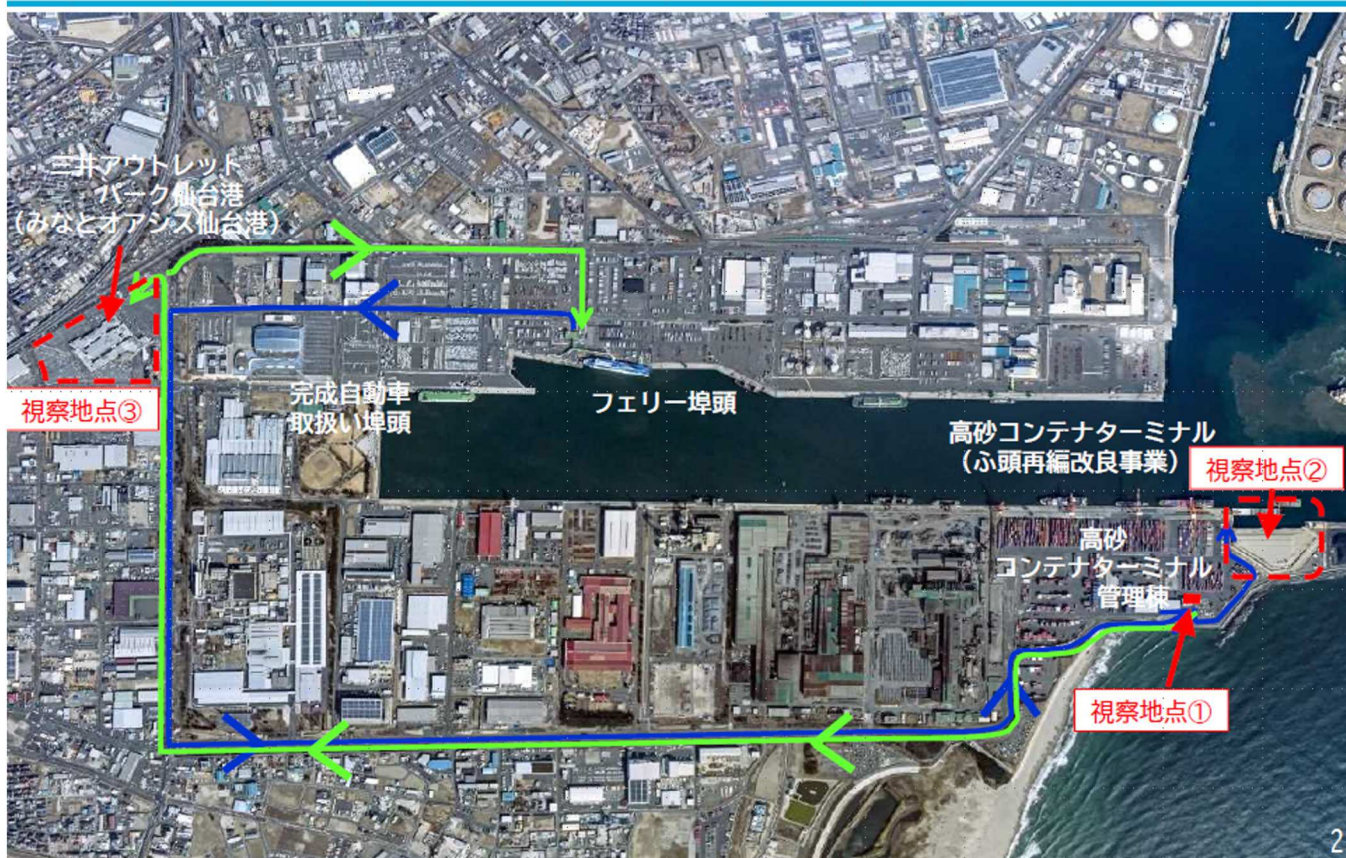 三井アウトレット
パーク仙台港
（みなとオアシス仙台港）
視察地点③
完成自動車
取扱い埠頭
フェリー埠頭
高砂コンテナターミナル
（ふ頭再編改良事業）
視察地点②
高砂
コンテナターミナル
管理棟
視察地点①
2